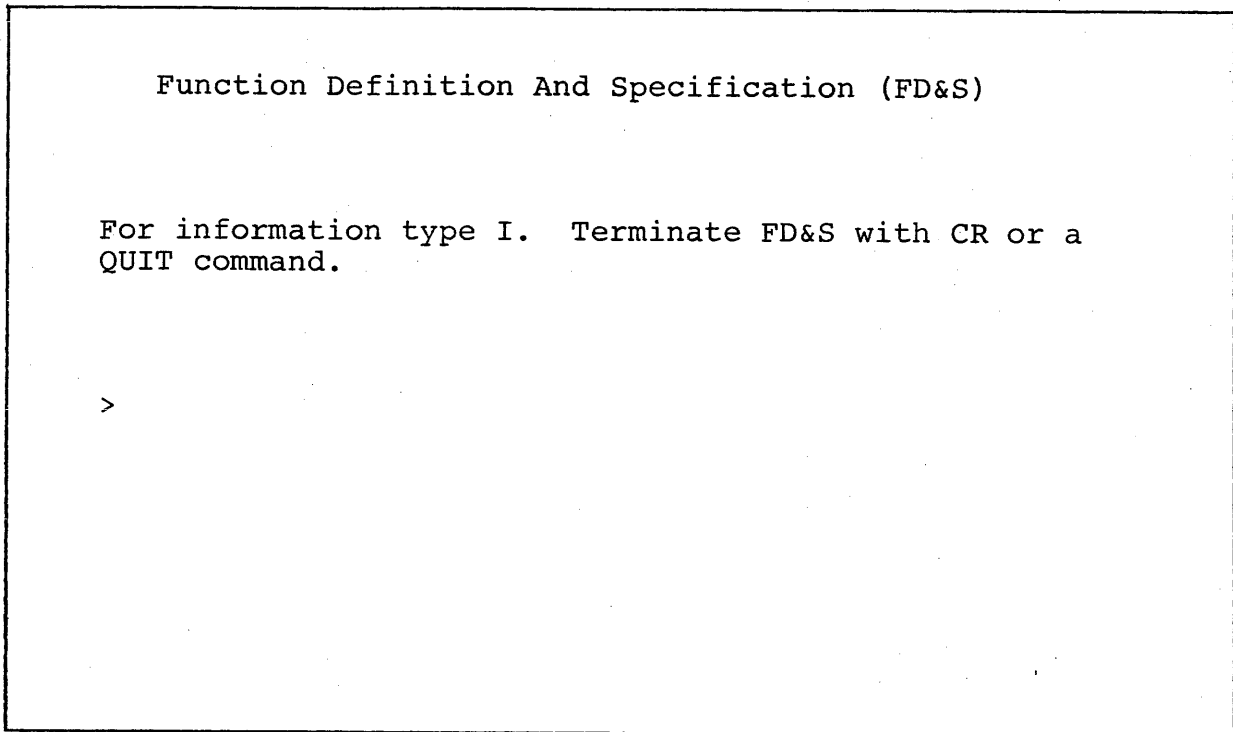 Function Definition And Specification (FD&S)
For information type I. Terminate FD&S with CR or a
QUIT command.
>